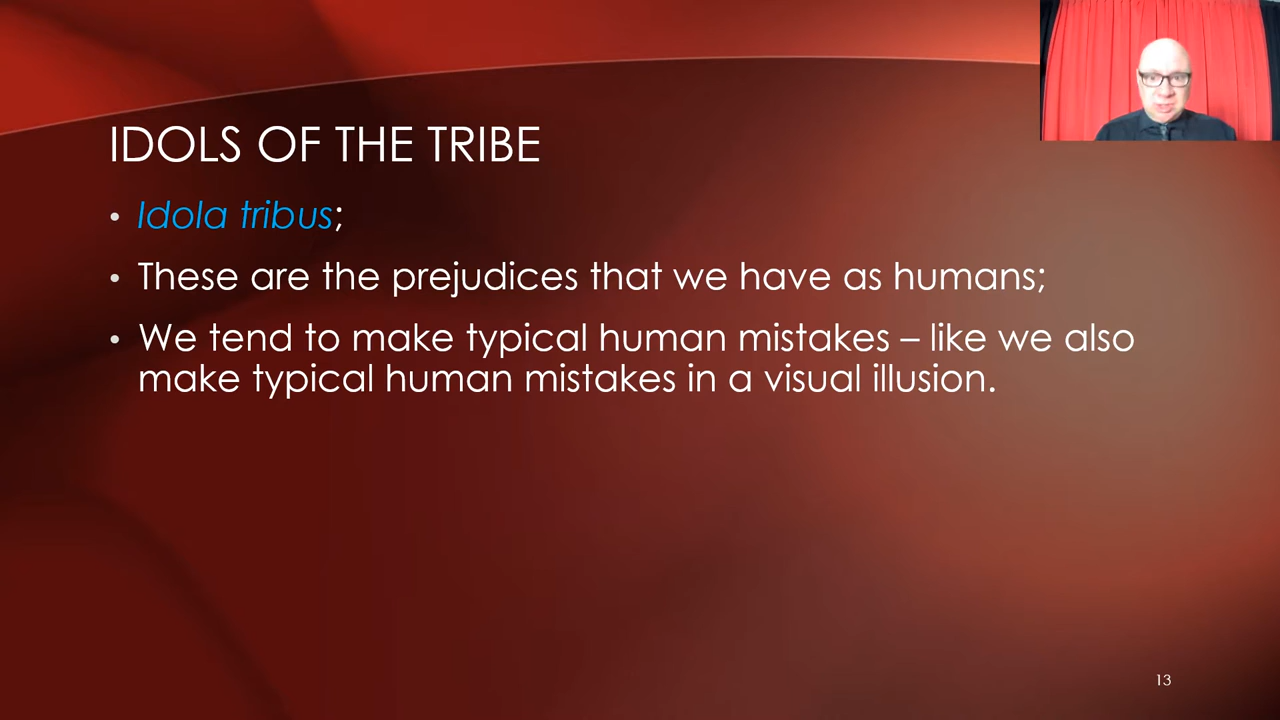 IDOLS OF THE TRIBE
• Idola tribus;
• These are the prejudices that we have as humans;
• We tend to make typical human mistakes – like we also
make typical human mistakes in a visual illusion.
13